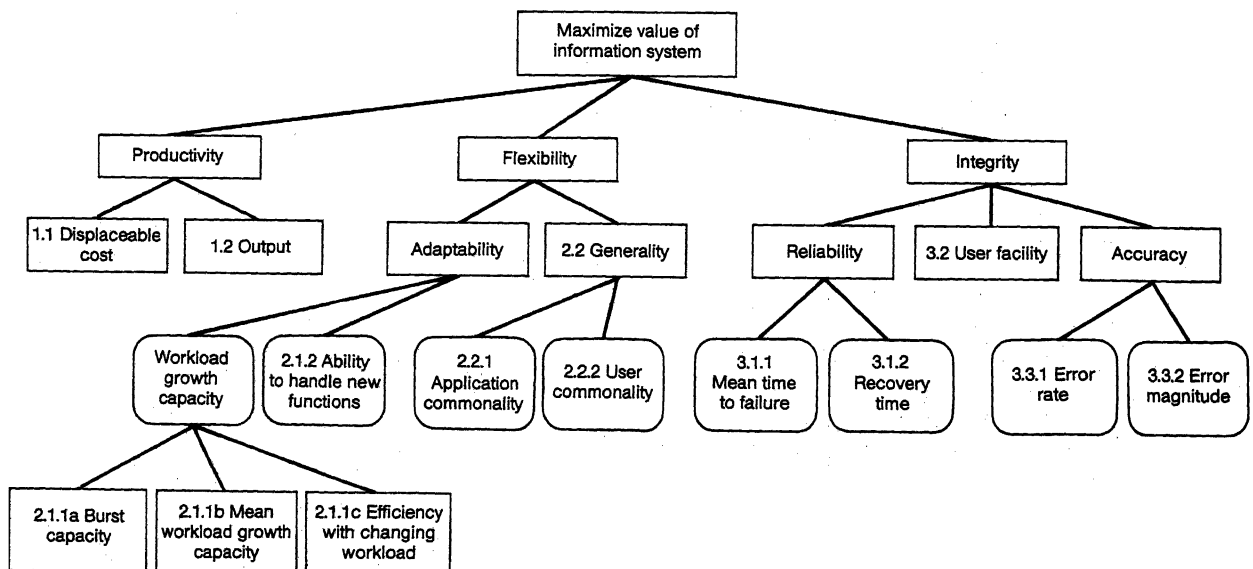 Maximize value of
information system
Productivity
Flexibility
Integrity
1.1 Displaceable
cost
1.2 Output
Adaptability
2.2 Generality
Reliability
3.2 User facility
Accuracy
Workload
growth
capacity
2.1.2 Ability
to handle new
functions
2.2.1
Application
commonality
2.2.2 User
commonality
3.1.1
Mean time
to failure
3.1.2
Recovery
time
3.3.1 Error
rate
3.3.2 Error
magnitude
2.1.1a Burst
capacity
2.1.1b Mean
workload growth
capacity
2.1.1c Efficiency
with changing
workload